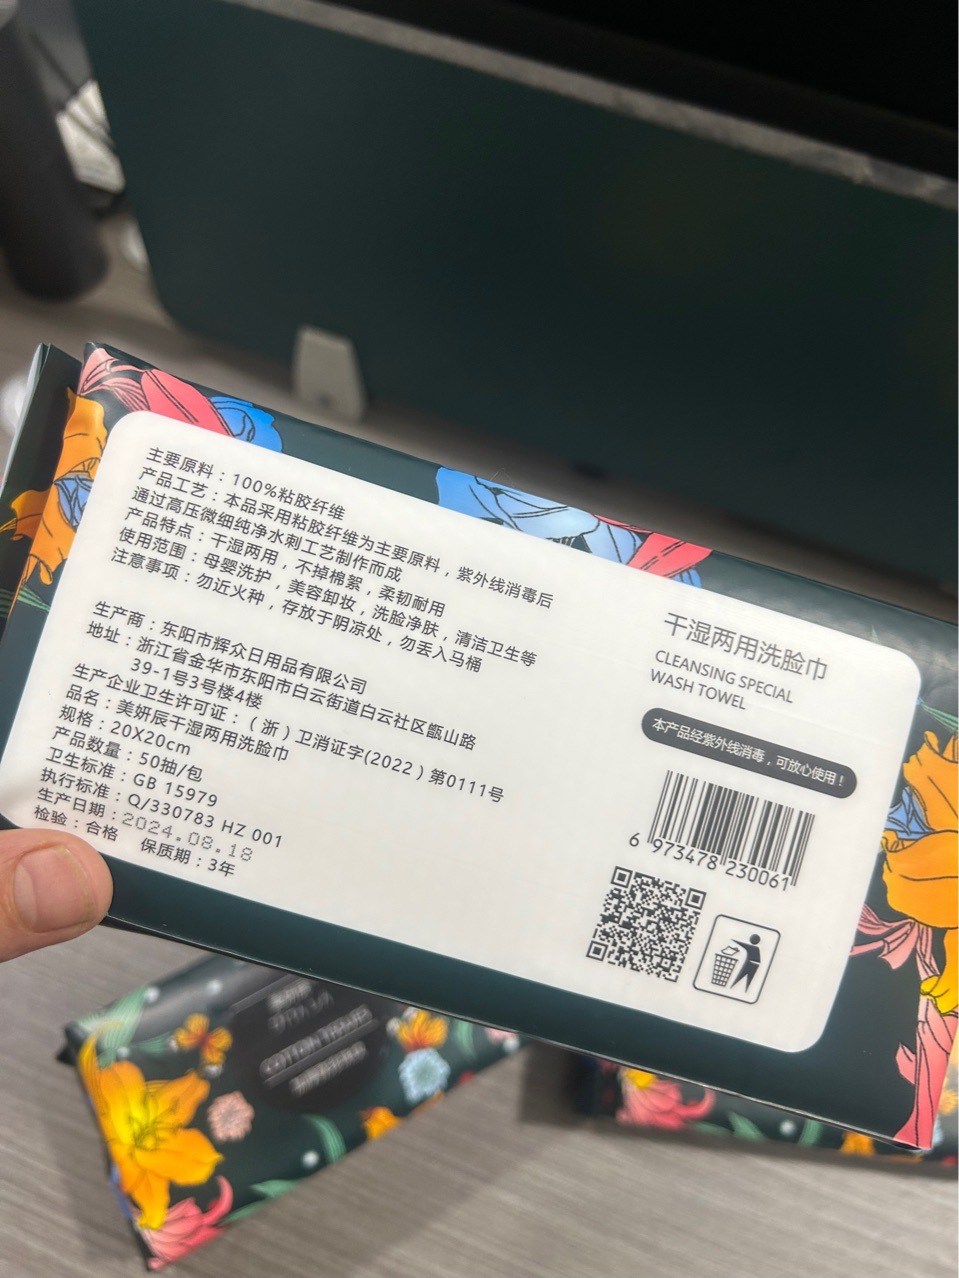 主要原料：100%粘胶纤维
产品工艺：本品采用粘胶纤维为主要原料，紫外线消毒后
通过高压微细纯净水刺工艺制作而成
产品特点：干湿两用，不掉棉絮，柔韧耐用
使用范围：母婴洗护，美容卸妆，洗脸净肤，清洁卫生等
注意事项：勿近火种，存放于阴凉处，勿丢入马桶
生产商：东阳市辉众日用品有限公司
地址：浙江省金华市东阳市白云街道白云社区甑山路
39-1号3号楼4楼
生产企业卫生许可证：（浙）卫消证字(2022）第0111号
品名：美妍辰干湿两用洗脸巾
规格：20X20cm
产品数量：50抽/包
卫生标准：GB 15979
执行标准：Q/330783 HZ 001
生产日期：2024.08.18
检验：合格 保质期：3年
干湿两用洗脸巾
CLEANSING SPECIAL
WASH TOWEL
本产品经紫外线消毒，可放心使用！
6 973478 230061
COTTON TISSUE